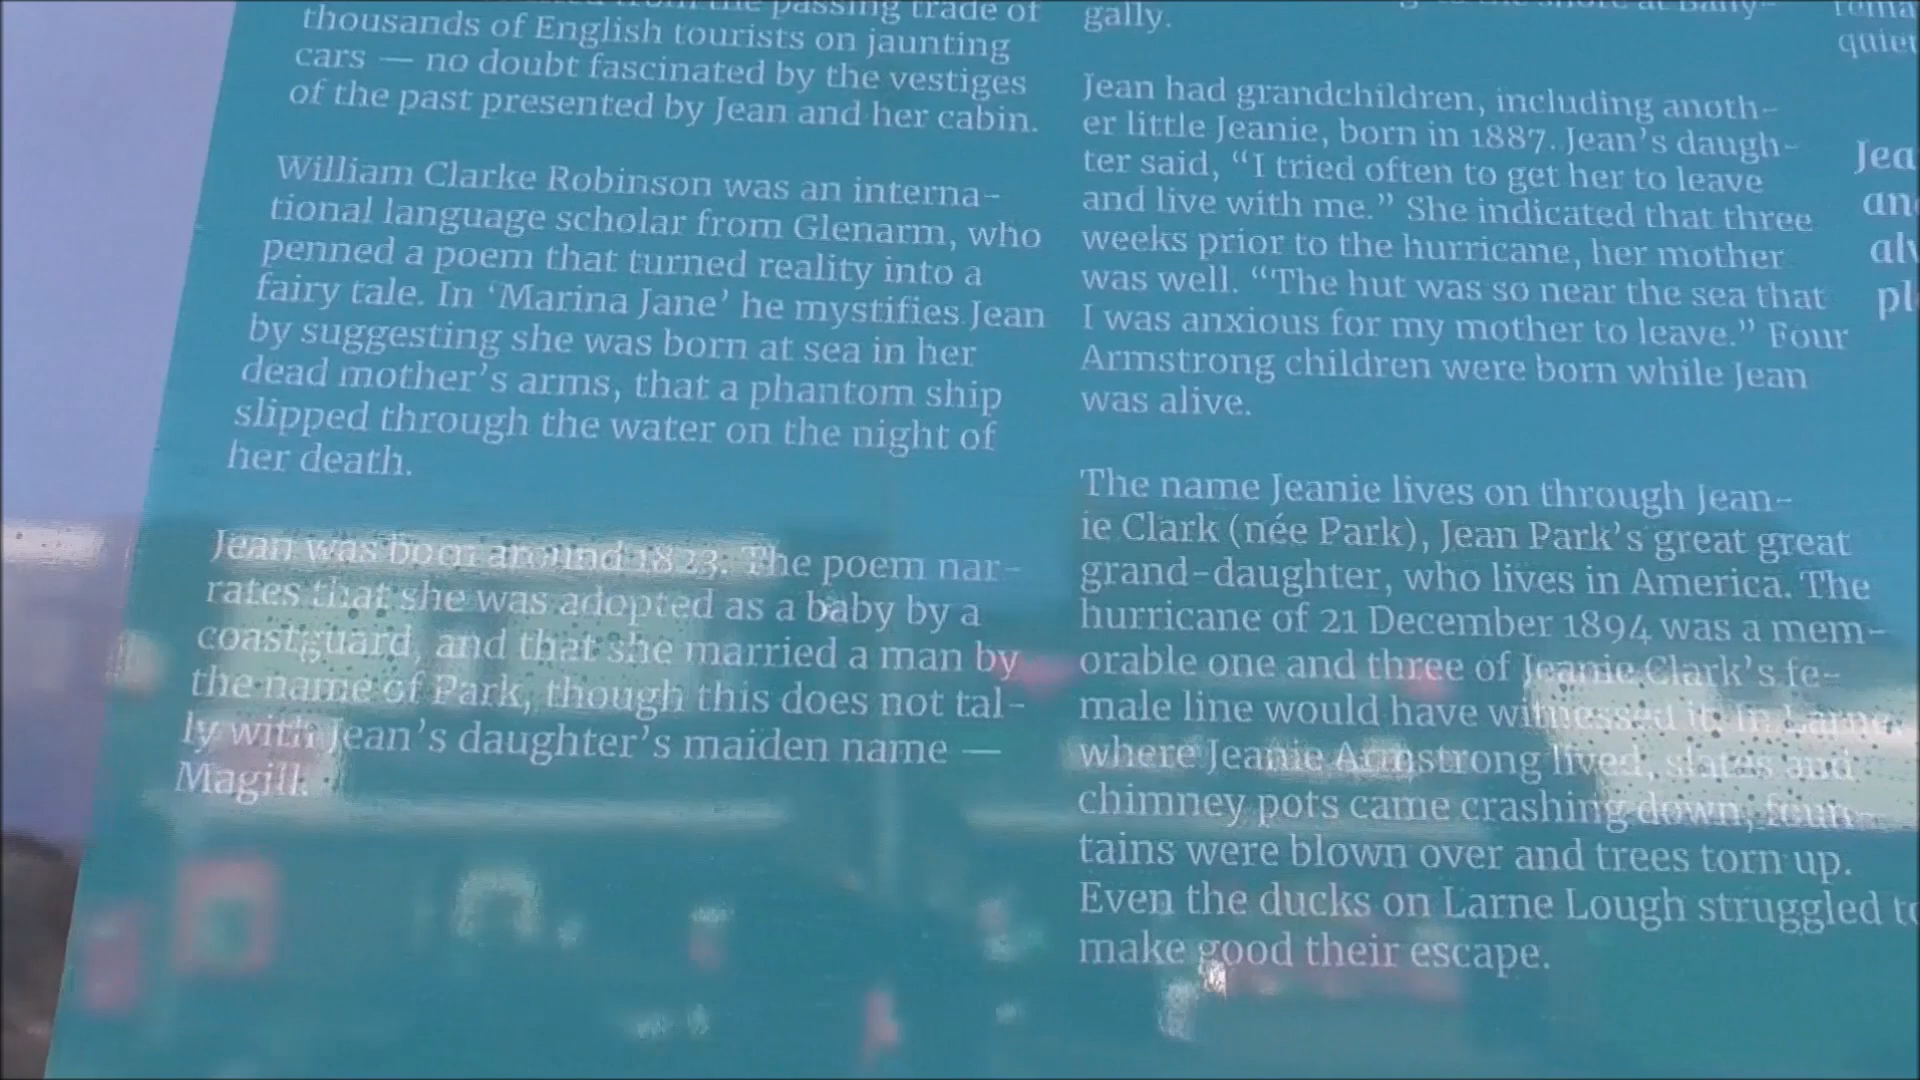 the passing trade of
thousands of English tourists on jaunting
cars — no doubt fascinated by the vestiges
of the past presented by Jean and her cabin.
William Clarke Robinson was an interna-
tional language scholar from Glenarm, who
penned a poem that turned reality into a
fairy tale. In ‘Marina Jane’ he mystifies Jean
by suggesting she was born at sea in her
dead mother’s arms, that a phantom ship
slipped through the water on the night of
her death.
Jean was born around 1823. The poem nar-
rates that she was adopted as a baby by a
coastguard, and that she married a man by
the name of Park, though this does not tal-
ly with Jean’s daughter’s maiden name —
Magill.
gally.
Jean had grandchildren, including anoth-
er little Jeanie, born in 1887. Jean’s daugh-
ter said, “I tried often to get her to leave
and live with me.” She indicated that three
weeks prior to the hurricane, her mother
was well. “The hut was so near the sea that
I was anxious for my mother to leave.” Four
Armstrong children were born while Jean
was alive.
The name Jeanie lives on through Jean-
ie Clark (née Park), Jean Park’s great great
grand-daughter, who lives in America. The
hurricane of 21 December 1894 was a mem-
orable one and three of Jeanie Clark’s fe-
male line would have witnessed it. In Larne,
where Jeanie Armstrong lived, slates and
chimney pots came crashing down, foun-
tains were blown over and trees torn up.
Even the ducks on Larne Lough struggled to
make good their escape.
quiet
Jea
an
pl